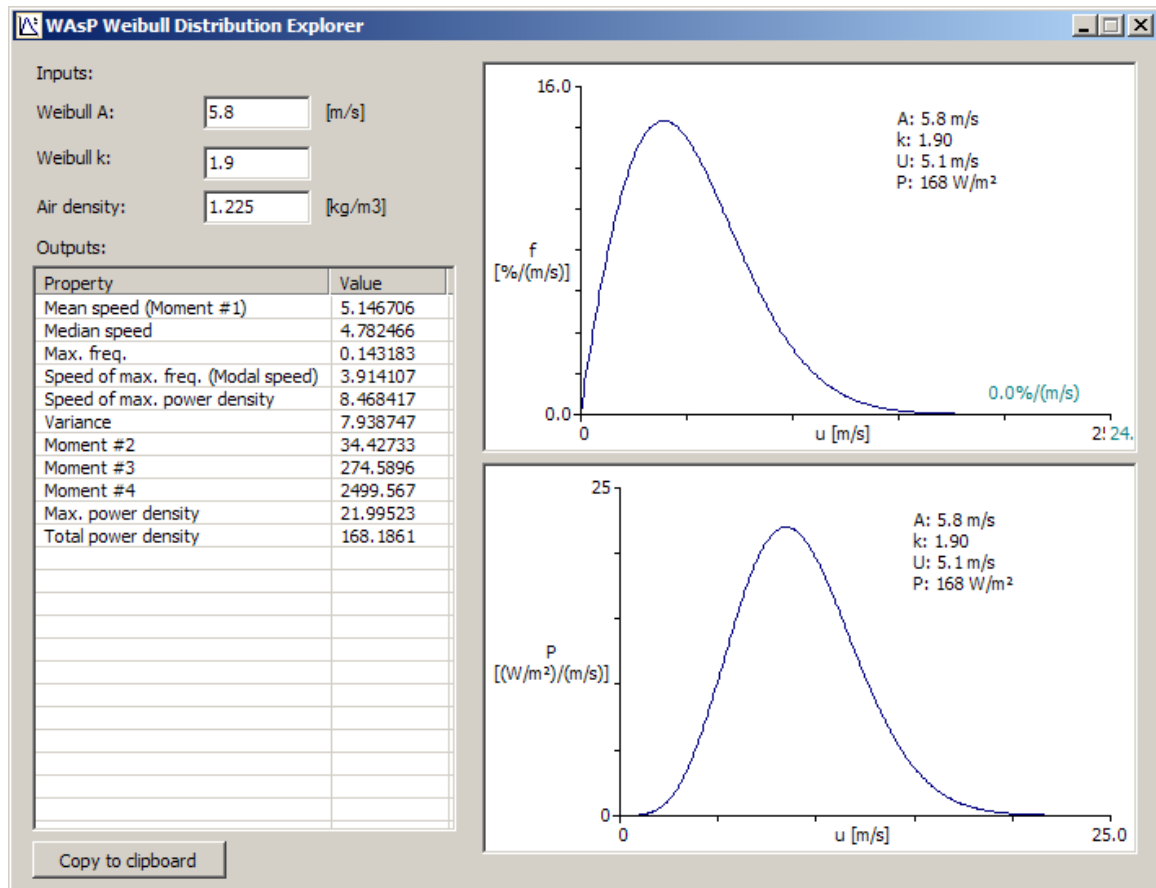 WAsP Weibull Distribution Explorer
Inputs:
Weibull A: 5.8 [m/s]
Weibull k: 1.9
Air density: 1.225 [kg/m3]
Outputs:
Property Value
Mean speed (Moment #1) 5.146706
Median speed 4.782466
Max. freq. 0.143183
Speed of max. freq. (Modal speed) 3.914107
Speed of max. power density 8.468417
Variance 7.938747
Moment #2 34.42733
Moment #3 274.5896
Moment #4 2499.567
Max. power density 21.99523
Total power density 168.1861
Copy to clipboard
16.0
A: 5.8 m/s
k: 1.90
U: 5.1 m/s
P: 168 W/m²
f
[%/(m/s)]
0.0%/(m/s)
0.0
0 u [m/s] 24.
25
A: 5.8 m/s
k: 1.90
U: 5.1 m/s
P: 168 W/m²
P
[(W/m²)/(m/s)]
0
0 u [m/s] 25.0